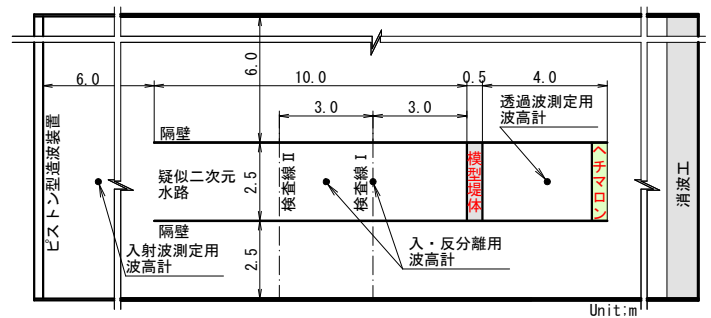 6.0
6.0
10.0
0.5
4.0
3.0
3.0
透過波測定用
波高計
隔壁
ピストン型造波装置
疑似二次元
水路
2.5
検査線Ⅱ
検査線Ⅰ
模型堤体
ヘチマロン
消波工
隔壁
入射波測定用
波高計
2.5
入・反分離用
波高計
Unit:m